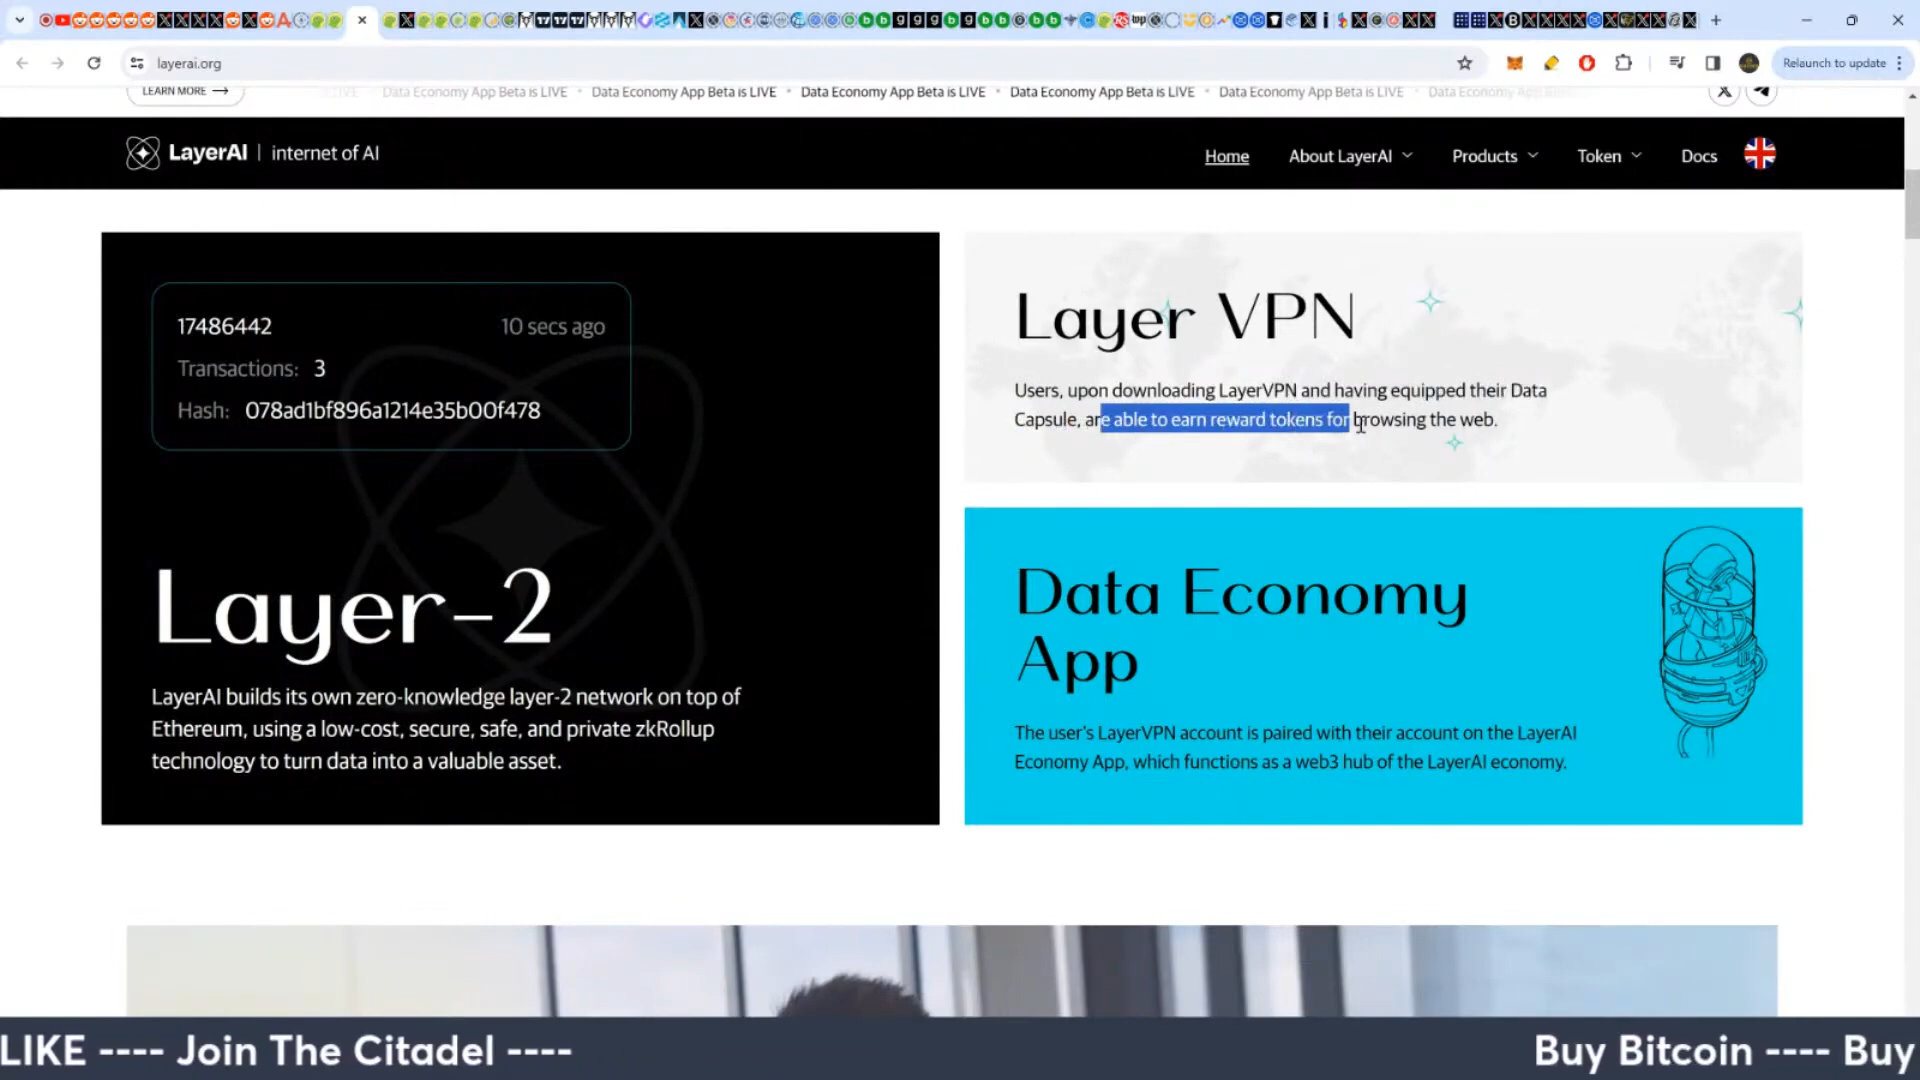 layerai.org
Relaunch to update
LEARN MORE →
Data Economy App Beta is LIVE • Data Economy App Beta is LIVE • Data Economy App Beta is LIVE • Data Economy App Beta is LIVE • Data Economy App Beta is LIVE •
LayerAI | internet of AI
Home About LayerAI Products Token Docs
17486442 10 secs ago
Transactions: 3
Hash: 078ad1bf896a1214e35b00f478
Layer-2
LayerAI builds its own zero-knowledge layer-2 network on top of
Ethereum, using a low-cost, secure, safe, and private zkRollup
technology to turn data into a valuable asset.
Layer VPN
Users, upon downloading LayerVPN and having equipped their Data
Capsule, are able to earn reward tokens for browsing the web.
Data Economy
App
The user's LayerVPN account is paired with their account on the LayerAI
Economy App, which functions as a web3 hub of the LayerAI economy.
LIKE ---- Join The Citadel ---- Buy Bitcoin ---- Buy